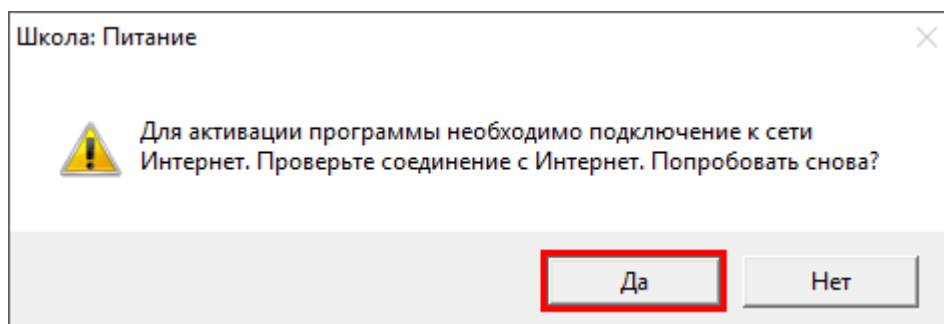 Школа: Питание
Для активации программы необходимо подключение к сети
Интернет. Проверьте соединение с Интернет. Попробовать снова?
Да
Нет